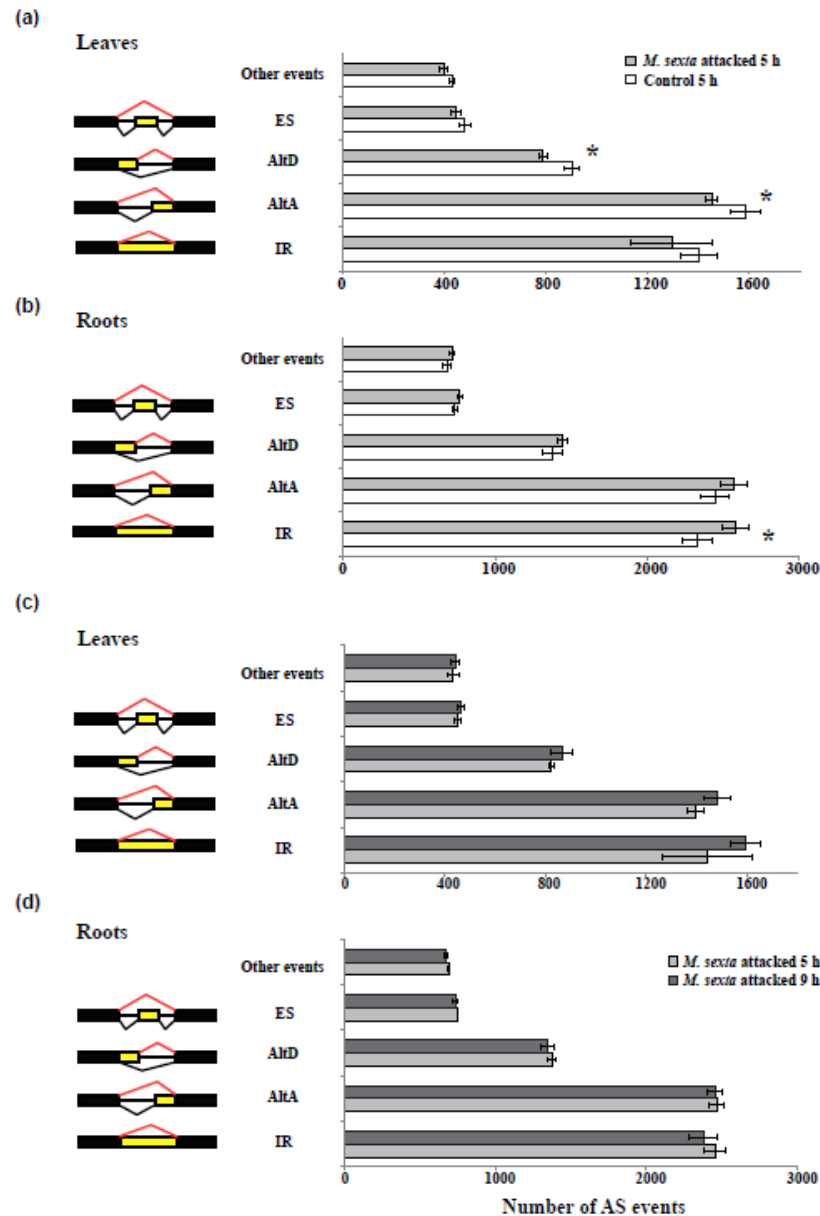 (a)
Leaves
M. sexta attacked 5 h
Control 5 h
Other events
ES
AltD
*
AltA
*
IR
0 400 800 1200 1600
(b)
Roots
Other events
ES
AltD
AltA
IR
*
0 1000 2000 3000
(c)
Leaves
Other events
ES
AltD
AltA
IR
0 400 800 1200 1600
(d)
Roots
M. sexta attacked 5 h
M. sexta attacked 9 h
Other events
ES
AltD
AltA
IR
0 1000 2000 3000
Number of AS events